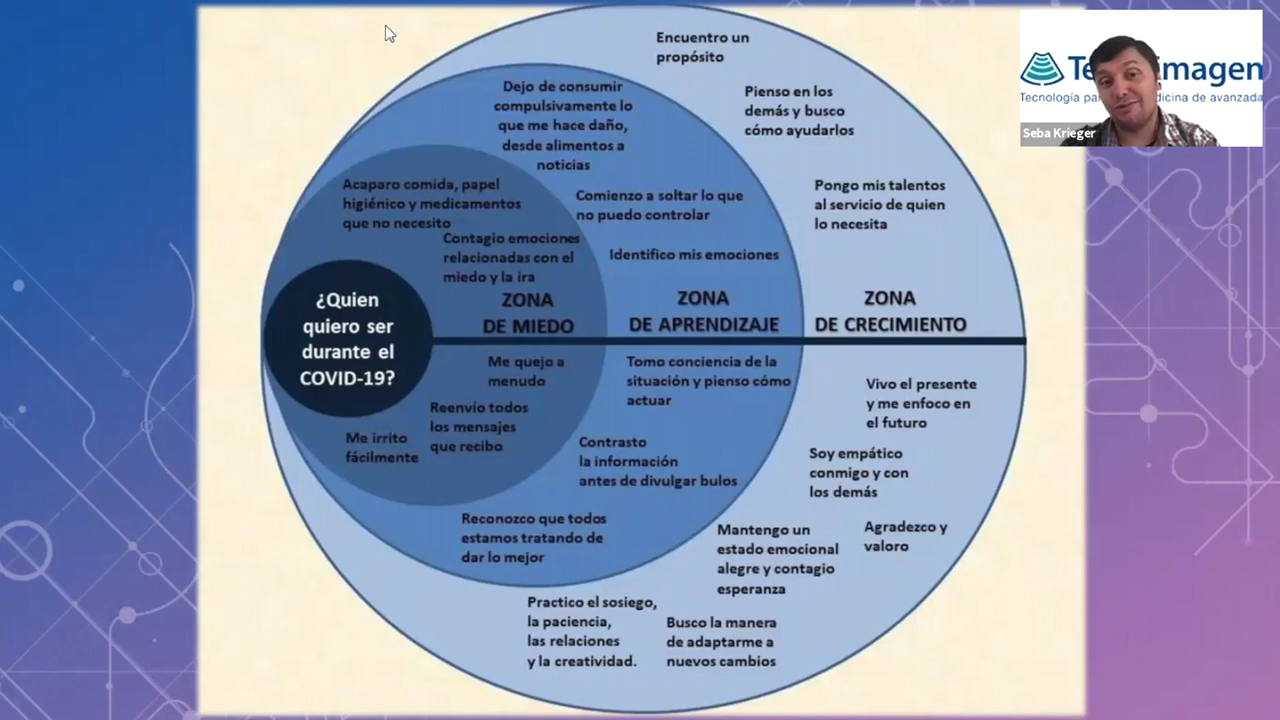 Encuentro un
propósito
Dejo de consumir
compulsivamente lo
que me hace daño,
desde alimentos a
noticias
Pienso en los
demás y busco
cómo ayudarlos
Acaparo comida, papel
higiénico y medicamentos
que no necesito
Comienzo a soltar lo que
no puedo controlar
Pongo mis talentos
al servicio de quien
lo necesita
Contagio emociones
relacionadas con el
miedo y la ira
Identifico mis emociones
¿Quien
quiero ser
durante el
COVID-19?
ZONA
DE MIEDO
ZONA
DE APRENDIZAJE
ZONA
DE CRECIMIENTO
Me quejo a
menudo
Tomo conciencia de la
situación y pienso cómo
actuar
Vivo el presente
y me enfoco en
el futuro
Reenvío todos
los mensajes
que recibo
Me irrito
fácilmente
Contrasto
la información
antes de divulgar bulos
Soy empático
conmigo y con
los demás
Reconozco que todos
estamos tratando de
dar lo mejor
Mantengo un
estado emocional
alegre y contagio
esperanza
Agradezco y
valoro
Practico el sosiego,
la paciencia,
las relaciones
y la creatividad.
Busco la manera
de adaptarme a
nuevos cambios
Tecnología
de avanzada
Seba Krieger